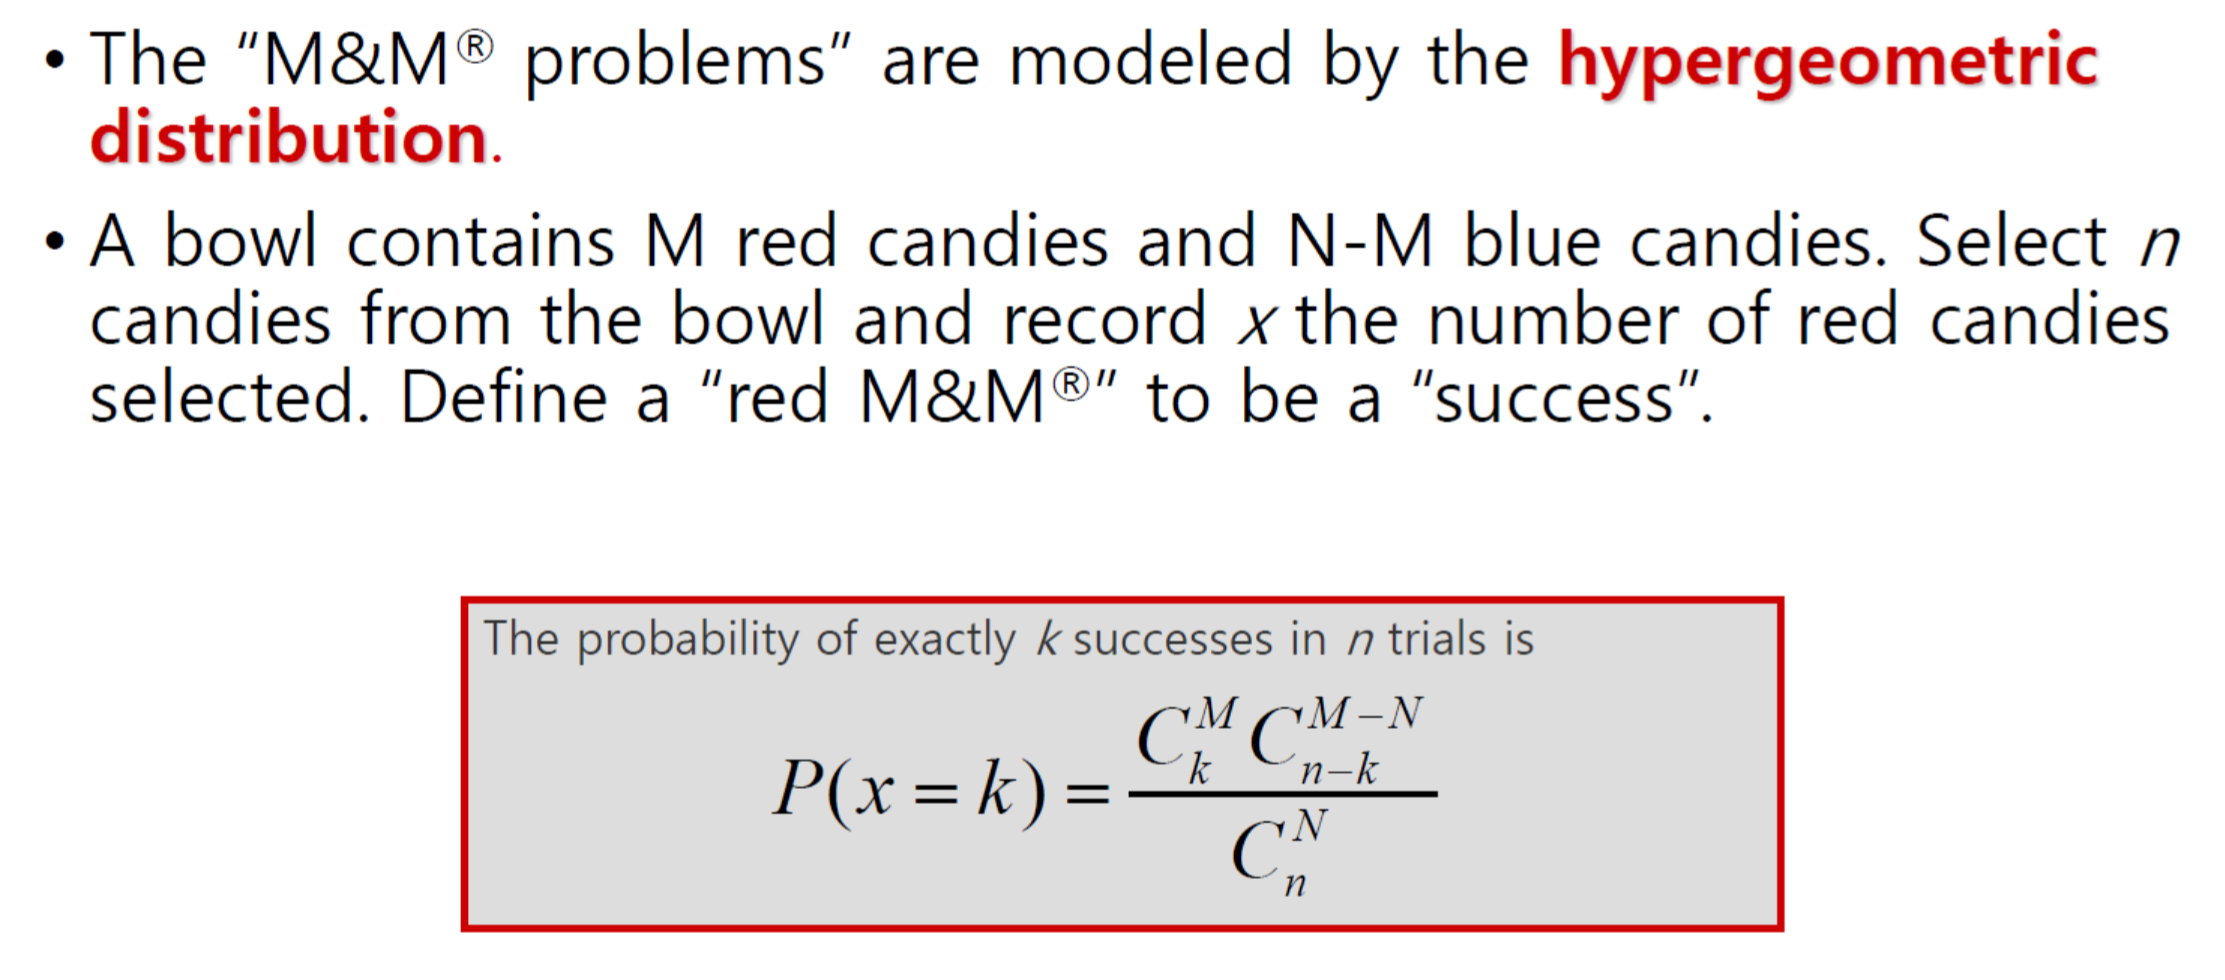 • The “M&M® problems” are modeled by the hypergeometric
distribution.
• A bowl contains M red candies and N-M blue candies. Select n
candies from the bowl and record x the number of red candies
selected. Define a “red M&M®” to be a “success”.
The probability of exactly k successes in n trials is
$P(x = k) = \frac{C_k^M C_{n-k}^{M-N}}{C_n^N}$